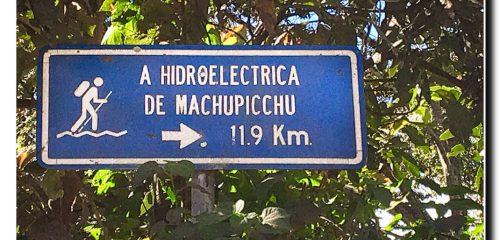 A HIDROELECTRICA
DE MACHUPICCHU
11.9 Km.